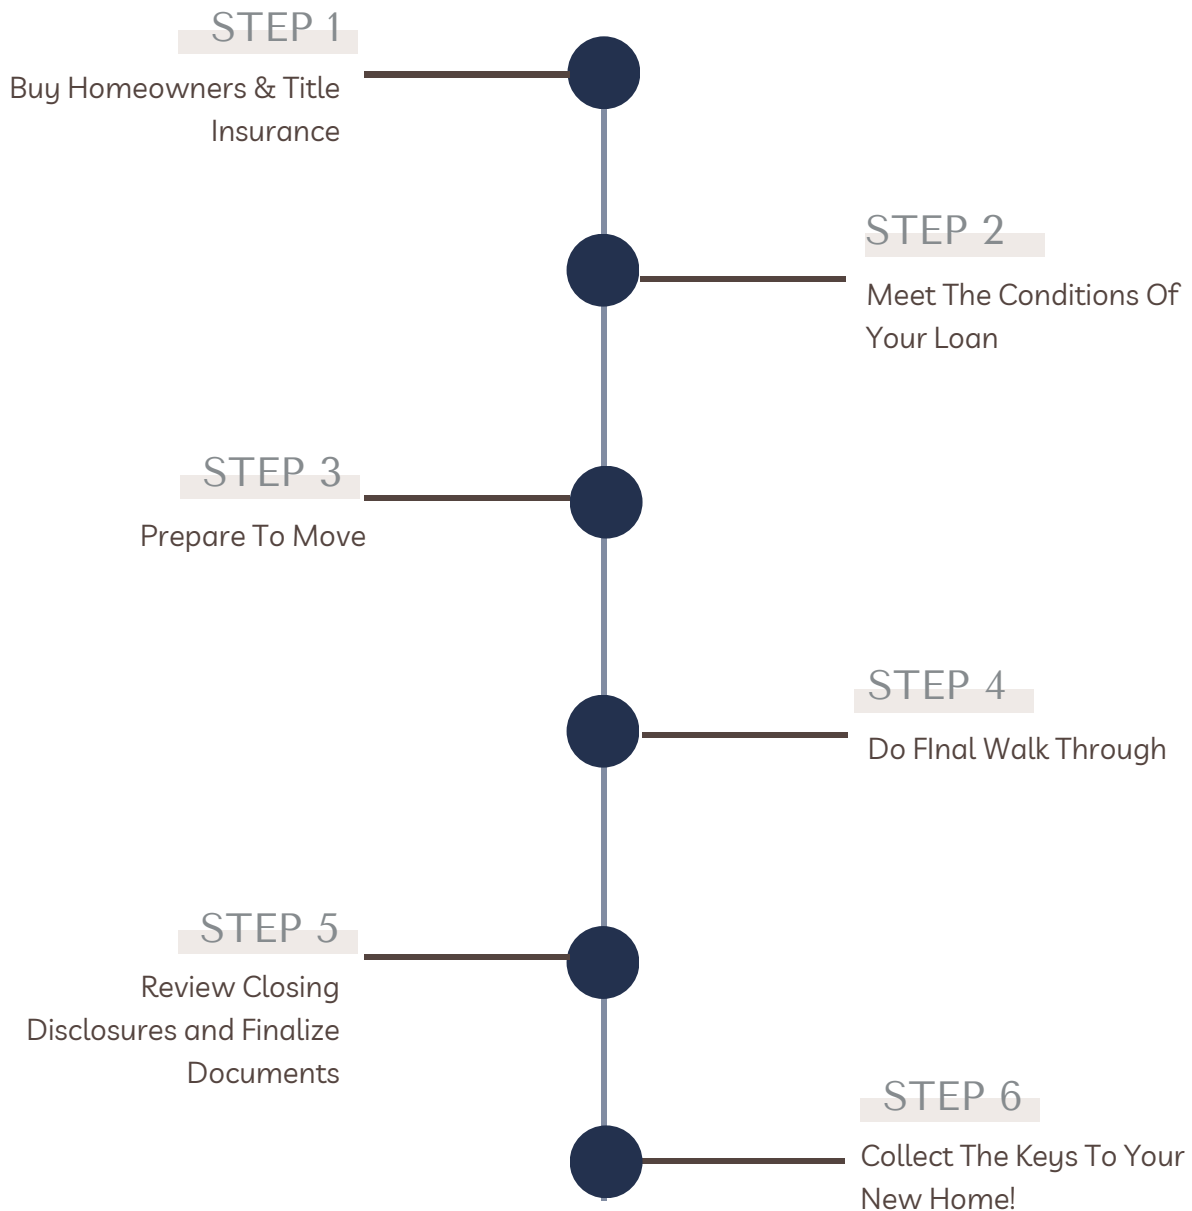 STEP 1
Buy Homeowners & Title
Insurance
STEP 2
Meet The Conditions Of
Your Loan
STEP 3
Prepare To Move
STEP 4
Do FInal Walk Through
STEP 5
Review Closing
Disclosures and Finalize
Documents
STEP 6
Collect The Keys To Your
New Home!